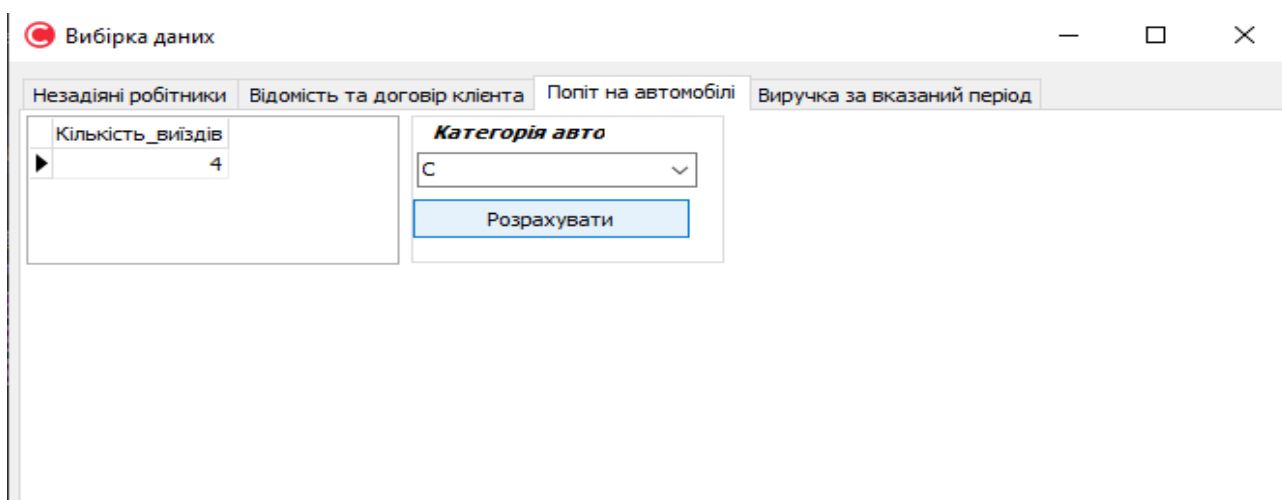 Вибірка даних
Незадіяні робітники Відомість та договір клієнта Попіт на автомобілі Виручка за вказаний період
Кількість_виїздів
4
Категорія авто
C
Розрахувати